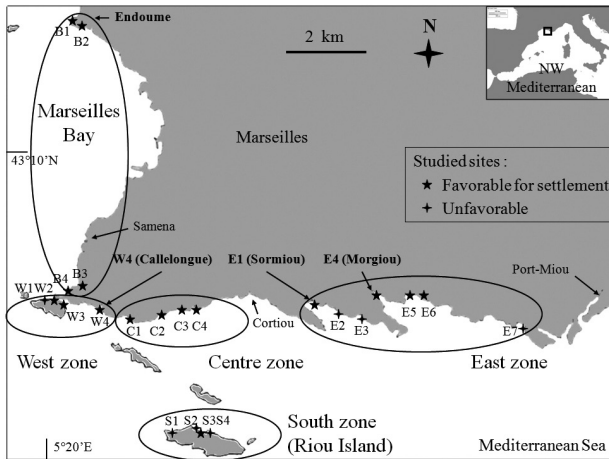 B1
Endoume
B2
2 km
N
NW
Mediterranean
Marseilles
Bay
Marseilles
43°10'N
Studied sites :
Favorable for settlement
Unfavorable
Samena
W4 (Callelongue)
E1 (Sormiou)
E4 (Morgiou)
Port-Miou
B4
B3
W1
W2
W3
W4
C1
C2
C3
C4
Cortiou
E2
E3
E5
E6
E7
West zone
Centre zone
East zone
S1
S2
S3
S4
South zone
(Riou Island)
5°20'E
Mediterranean Sea